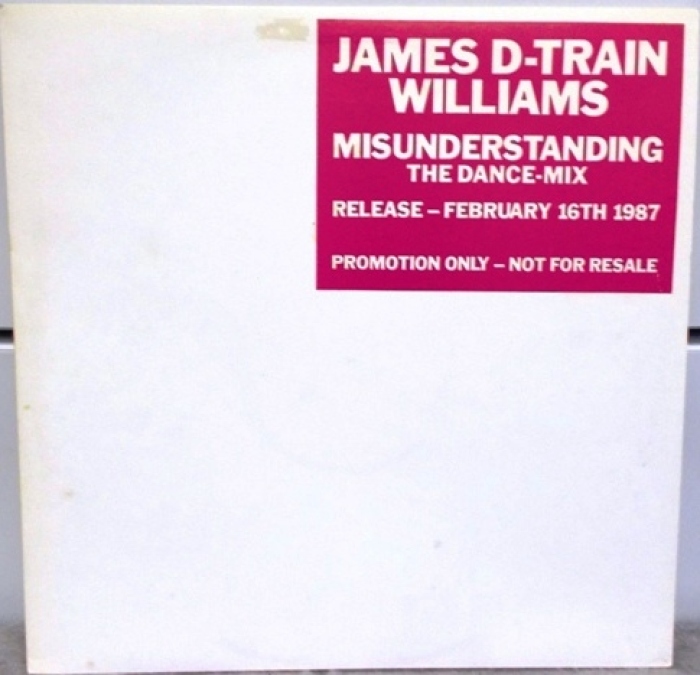 JAMES D-TRAIN
WILLIAMS
MISUNDERSTANDING
THE DANCE-MIX
RELEASE – FEBRUARY 16TH 1987
PROMOTION ONLY – NOT FOR RESALE